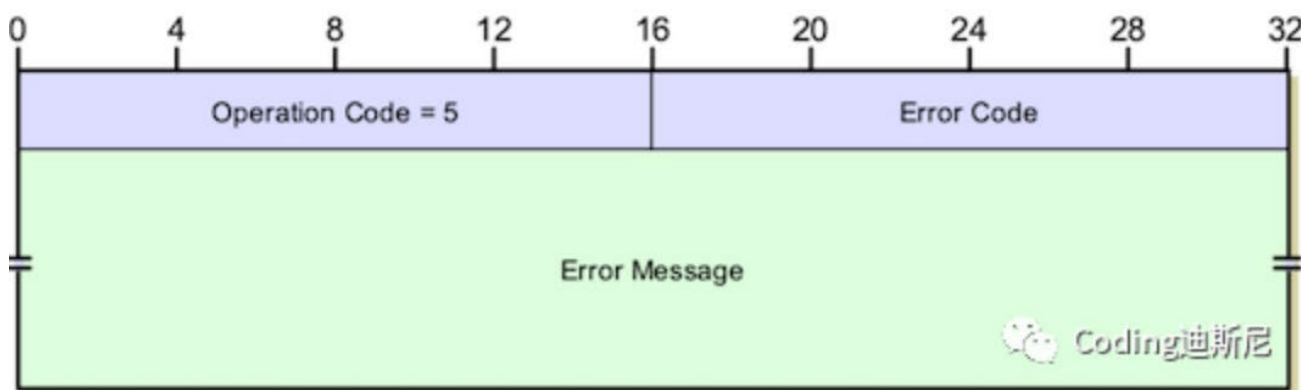 0 4 8 12 16 20 24 28 32
Operation Code = 5 Error Code
Error Message
Coding迪斯尼